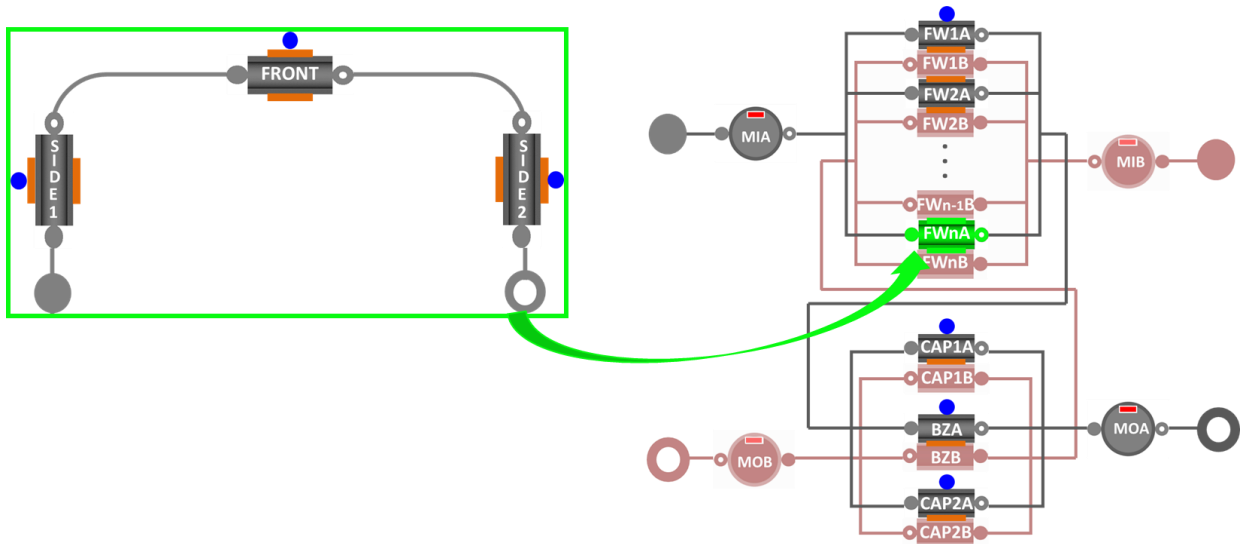 FRONT
SIDE1
SIDE2
FW1A
FW1B
FW2A
FW2B
FWn-1B
FWnA
FWnB
MIA
MIB
CAP1A
CAP1B
BZA
BZB
CAP2A
CAP2B
MOB
MOA